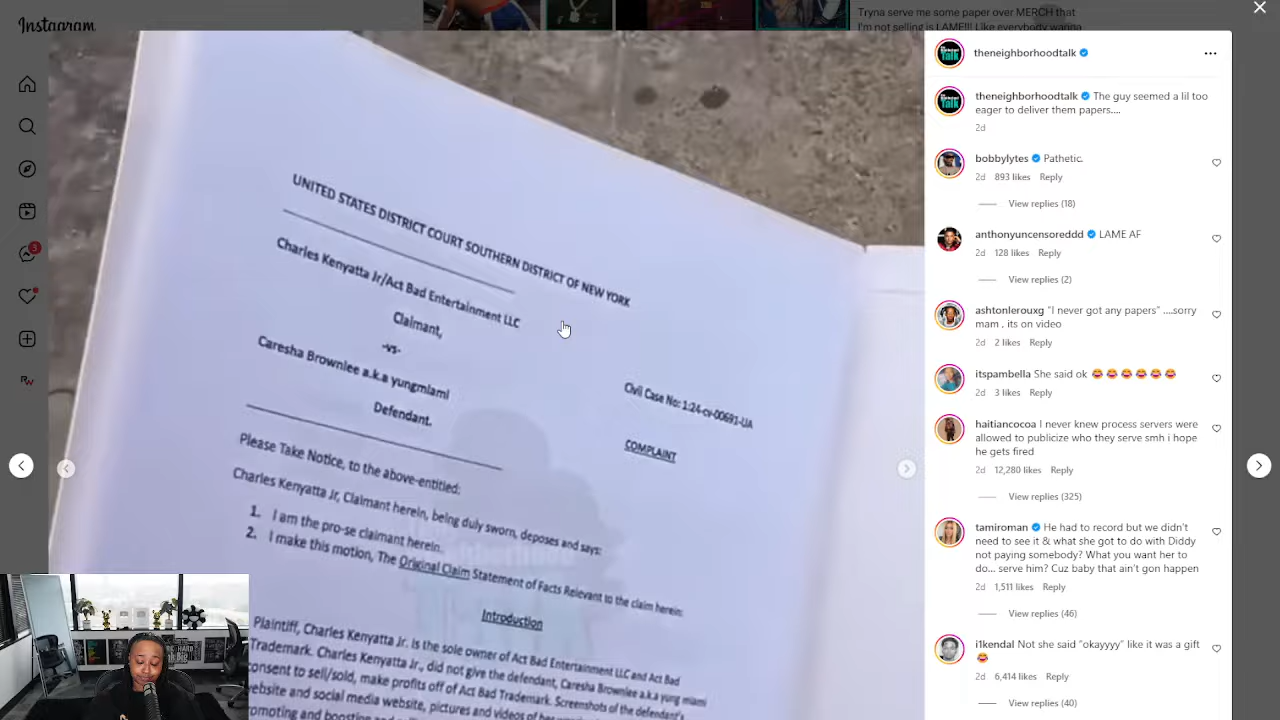 Instagram
Tryna serve me some paper over MERCH that
I'm not selling is LAME!!! Like everybody wanna
3
RW
UNITED STATES DISTRICT COURT SOUTHERN DISTRICT OF NEW YORK
Charles Kenyatta Jr/Act Bad Entertainment LLC
Claimant,
-vs-
Caresha Brownlee a.k.a yungmiami
Defendant.
Civil Case No: 1:24-cv-00691-UA
COMPLAINT
Please Take Notice, to the above-entitled:
Charles Kenyatta Jr, Claimant herein, being duly sworn, deposes and says:
1. I am the pro-se claimant herein.
2. I make this motion, The Original Claim Statement of Facts Relevant to the claim herein:
Introduction
Plaintiff, Charles Kenyatta Jr. is the sole owner of Act Bad Entertainment LLC and Act Bad
Trademark. Charles Kenyatta Jr., did not give the defendant, Caresha Brownlee a.k.a yung miami
consent to sell/sold, make profits off of Act Bad Trademark. Screenshots of the defendant's
website and social media website, pictures and videos of her
promoting and boosting and
theneighborhoodtalk
theneighborhoodtalk The guy seemed a lil too
eager to deliver them papers....
2d
bobbylytes Pathetic.
2d 893 likes Reply
View replies (18)
anthonyuncensoreddd LAME AF
2d 128 likes Reply
View replies (2)
ashtonlerouxg "I never got any papers" ....sorry
mam , its on video
2d 2 likes Reply
itspambella She said ok 😂😂😂😂😂😂
2d 3 likes Reply
haitiancocoa I never knew process servers were
allowed to publicize who they serve smh i hope
he gets fired
2d 12,280 likes Reply
View replies (325)
tamiroman He had to record but we didn't
need to see it & what she got to do with Diddy
not paying somebody? What you want her to
do... serve him? Cuz baby that ain't gon happen
2d 1,511 likes Reply
View replies (46)
i1kendal Not she said "okayyyy" like it was a gift
😂
2d 6,414 likes Reply
View replies (40)